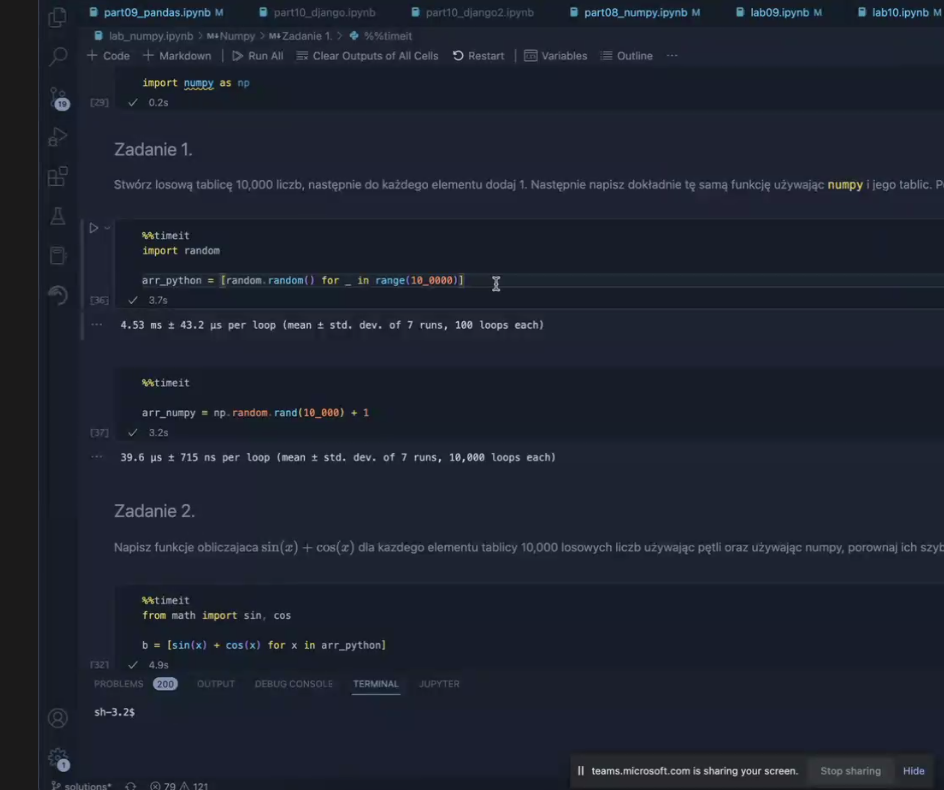 part09_pandas.ipynb M part10_django.ipynb part10_django2.ipynb part08_numpy.ipynb M lab09.ipynb M lab10.ipynb M
lab_numpy.ipynb > M↓Numpy > M↓Zadanie 1. > %%timeit
+ Code + Markdown Run All Clear Outputs of All Cells Restart Variables Outline ...
import numpy as np
[29] ✓ 0.2s
19
Zadanie 1.
Stwórz losową tablicę 10,000 liczb, następnie do każdego elementu dodaj 1. Następnie napisz dokładnie tę samą funkcję używając numpy i jego tablic.
%%timeit
import random
arr_python = [random.random() for _ in range(10_0000)]
[36] ✓ 3.7s
... 4.53 ms ± 43.2 µs per loop (mean ± std. dev. of 7 runs, 100 loops each)
%%timeit
arr_numpy = np.random.rand(10_000) + 1
[37] ✓ 3.2s
... 39.6 µs ± 715 ns per loop (mean ± std. dev. of 7 runs, 10,000 loops each)
Zadanie 2.
Napisz funkcje obliczajaca sin(x) + cos(x) dla kazdego elementu tablicy 10,000 losowych liczb używając pętli oraz używając numpy, porownaj ich szyb
%%timeit
from math import sin, cos
b = [sin(x) + cos(x) for x in arr_python]
[32] ✓ 4.9s
PROBLEMS 200 OUTPUT DEBUG CONSOLE TERMINAL JUPYTER
sh-3.2$
1
teams.microsoft.com is sharing your screen. Stop sharing Hide
solutions* 79 121